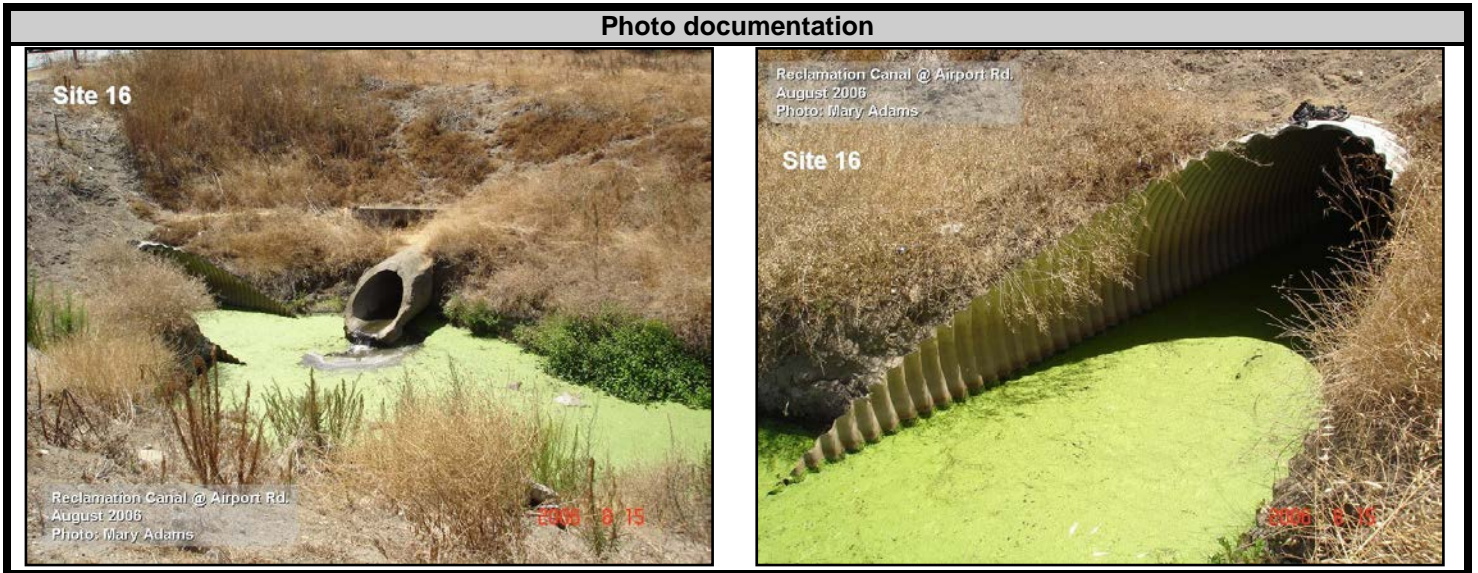 Photo documentation
Site 16
Reclamation Canal @ Airport Rd.
August 2006
Photo: Mary Adams
2006 8 15
Reclamation Canal @ Airport Rd.
August 2006
Photo: Mary Adams
Site 16
2006 8 15